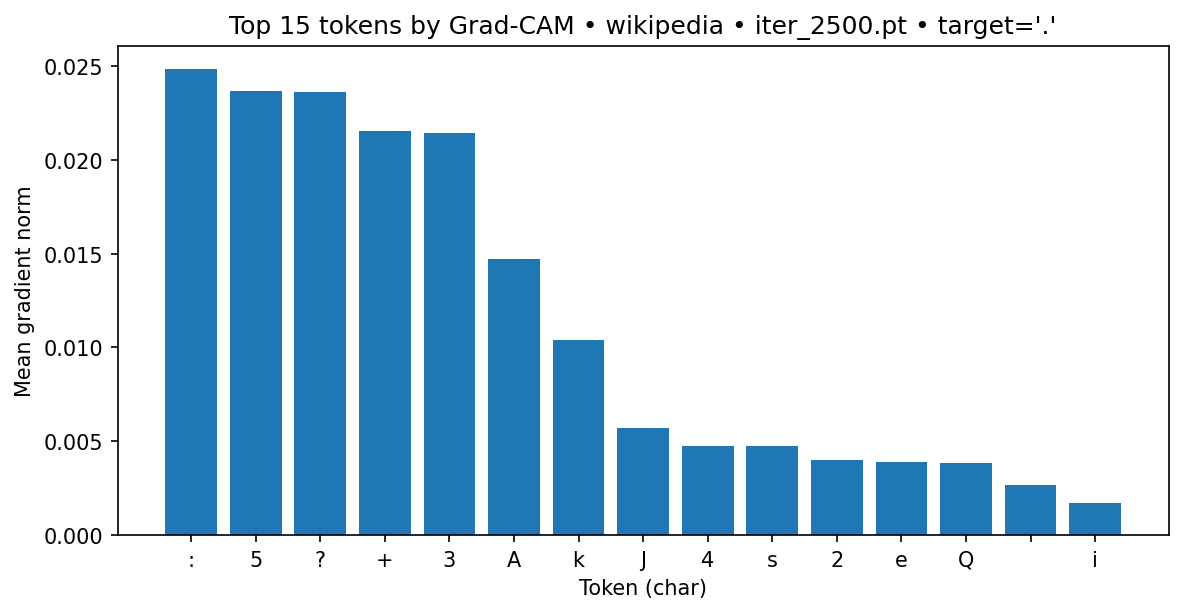 Top 15 tokens by Grad-CAM • wikipedia • iter_2500.pt • target='.'
0.025
0.020
0.015
0.010
0.005
0.000
Mean gradient norm
: 5 ? + 3 A k J 4 s 2 e Q i
Token (char)